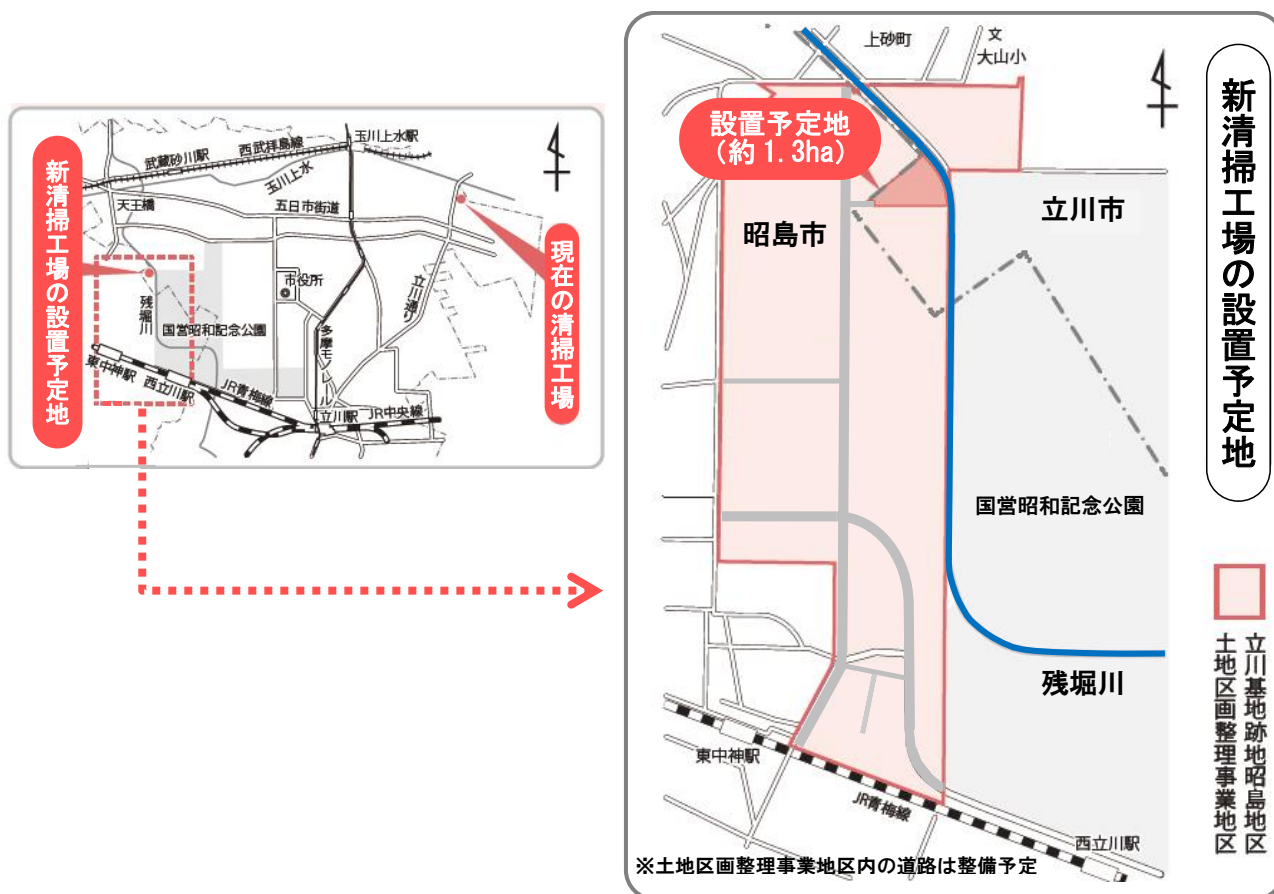 新清掃工場の設置予定地
新清掃工場の設置予定地
現在の清掃工場
武蔵砂川駅
西武拝島線
玉川上水駅
玉川上水
天王橋
五日市街道
市役所
立川通り
残堀川
国営昭和記念公園
多摩モノレール
東中神駅
西立川駅
JR青梅線
立川駅
JR中央線
上砂町
文
大山小
設置予定地
(約1.3ha)
昭島市
立川市
国営昭和記念公園
残堀川
東中神駅
JR青梅線
西立川駅
※土地区画整理事業地区内の道路は整備予定
立川基地跡地昭島地区
土地区画整理事業地区